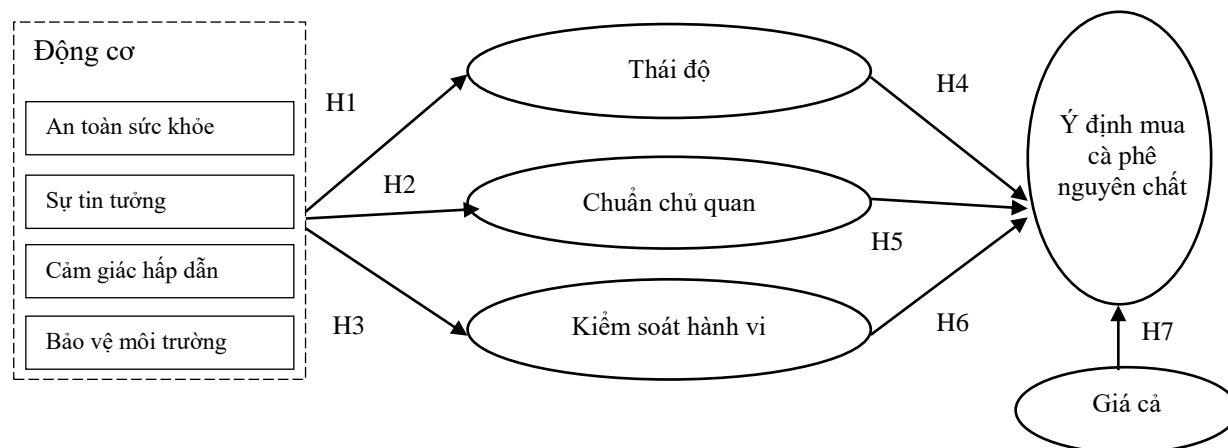 Động cơ
An toàn sức khỏe
Sự tin tưởng
Cảm giác hấp dẫn
Bảo vệ môi trường
H1
H2
H3
Thái độ
Chuẩn chủ quan
Kiểm soát hành vi
H4
H5
H6
Ý định mua
cà phê
nguyên chất
H7
Giá cả